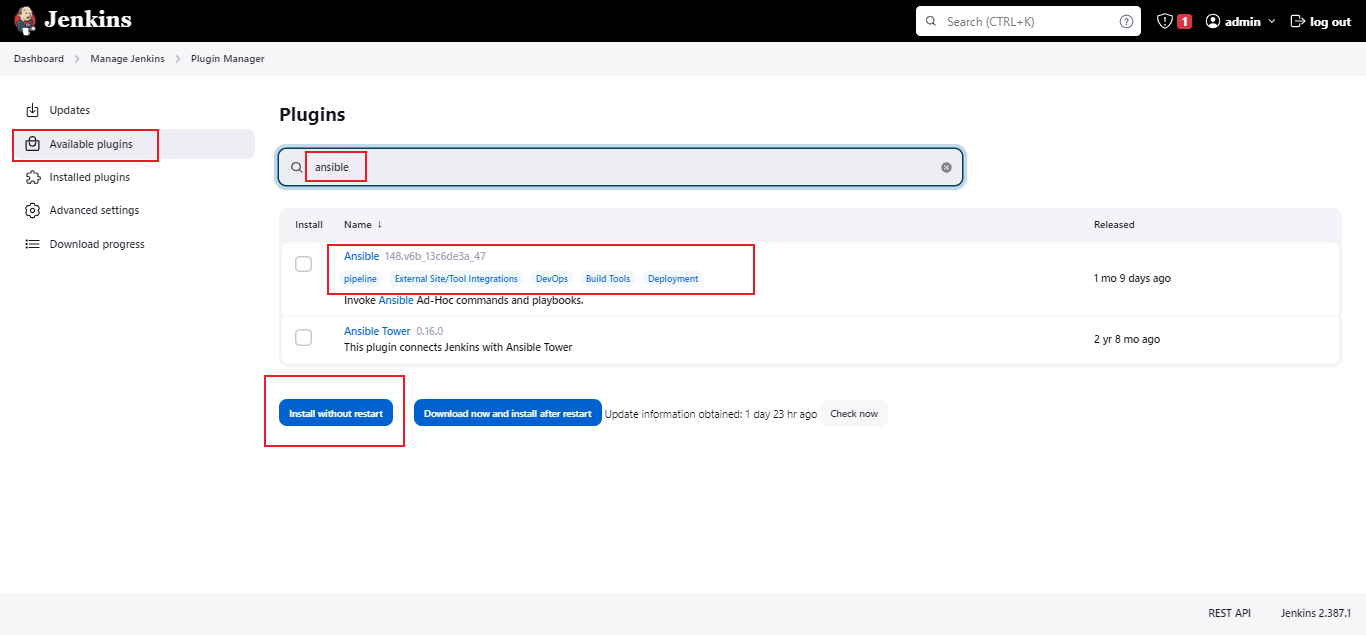 Jenkins
Search (CTRL+K)
1
admin
log out
Dashboard > Manage Jenkins > Plugin Manager
Updates
Available plugins
Installed plugins
Advanced settings
Download progress
Plugins
ansible
Install Name ↓ Released
Ansible 148.v6b_13c6de3a_47
pipeline External Site/Tool Integrations DevOps Build Tools Deployment
Invoke Ansible Ad-Hoc commands and playbooks.
1 mo 9 days ago
Ansible Tower 0.16.0
This plugin connects Jenkins with Ansible Tower
2 yr 8 mo ago
Install without restart Download now and install after restart Update information obtained: 1 day 23 hr ago Check now
REST API Jenkins 2.387.1